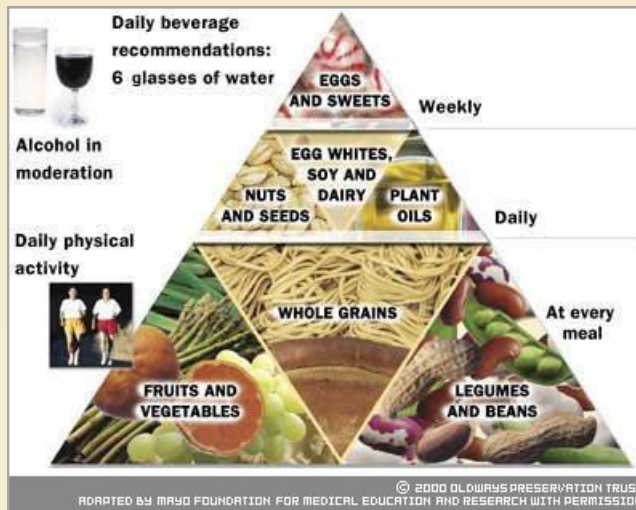 Daily beverage
recommendations:
6 glasses of water
Alcohol in
moderation
Daily physical
activity
EGGS
AND SWEETS
Weekly
EGG WHITES,
SOY AND
DAIRY
NUTS
AND SEEDS
PLANT
OILS
Daily
WHOLE GRAINS
At every
meal
FRUITS AND
VEGETABLES
LEGUMES
AND BEANS
© 2000 OLDWAYS PRESERVATION TRUS
ADAPTED BY MAYO FOUNDATION FOR MEDICAL EDUCATION AND RESEARCH WITH PERMISSION